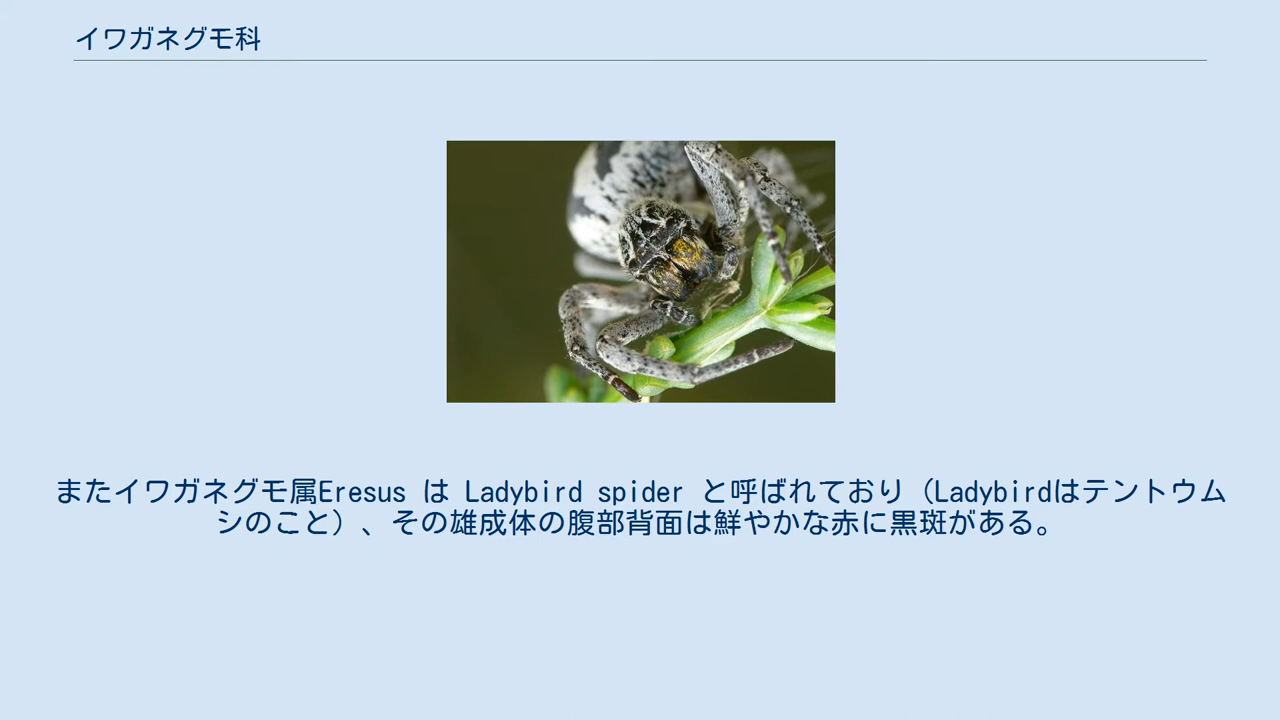 イワガネグモ科
またイワガネグモ属Eresus は Ladybird spider と呼ばれており（Ladybirdはテントウム
シのこと）、その雄成体の腹部背面は鮮やかな赤に黒斑がある。